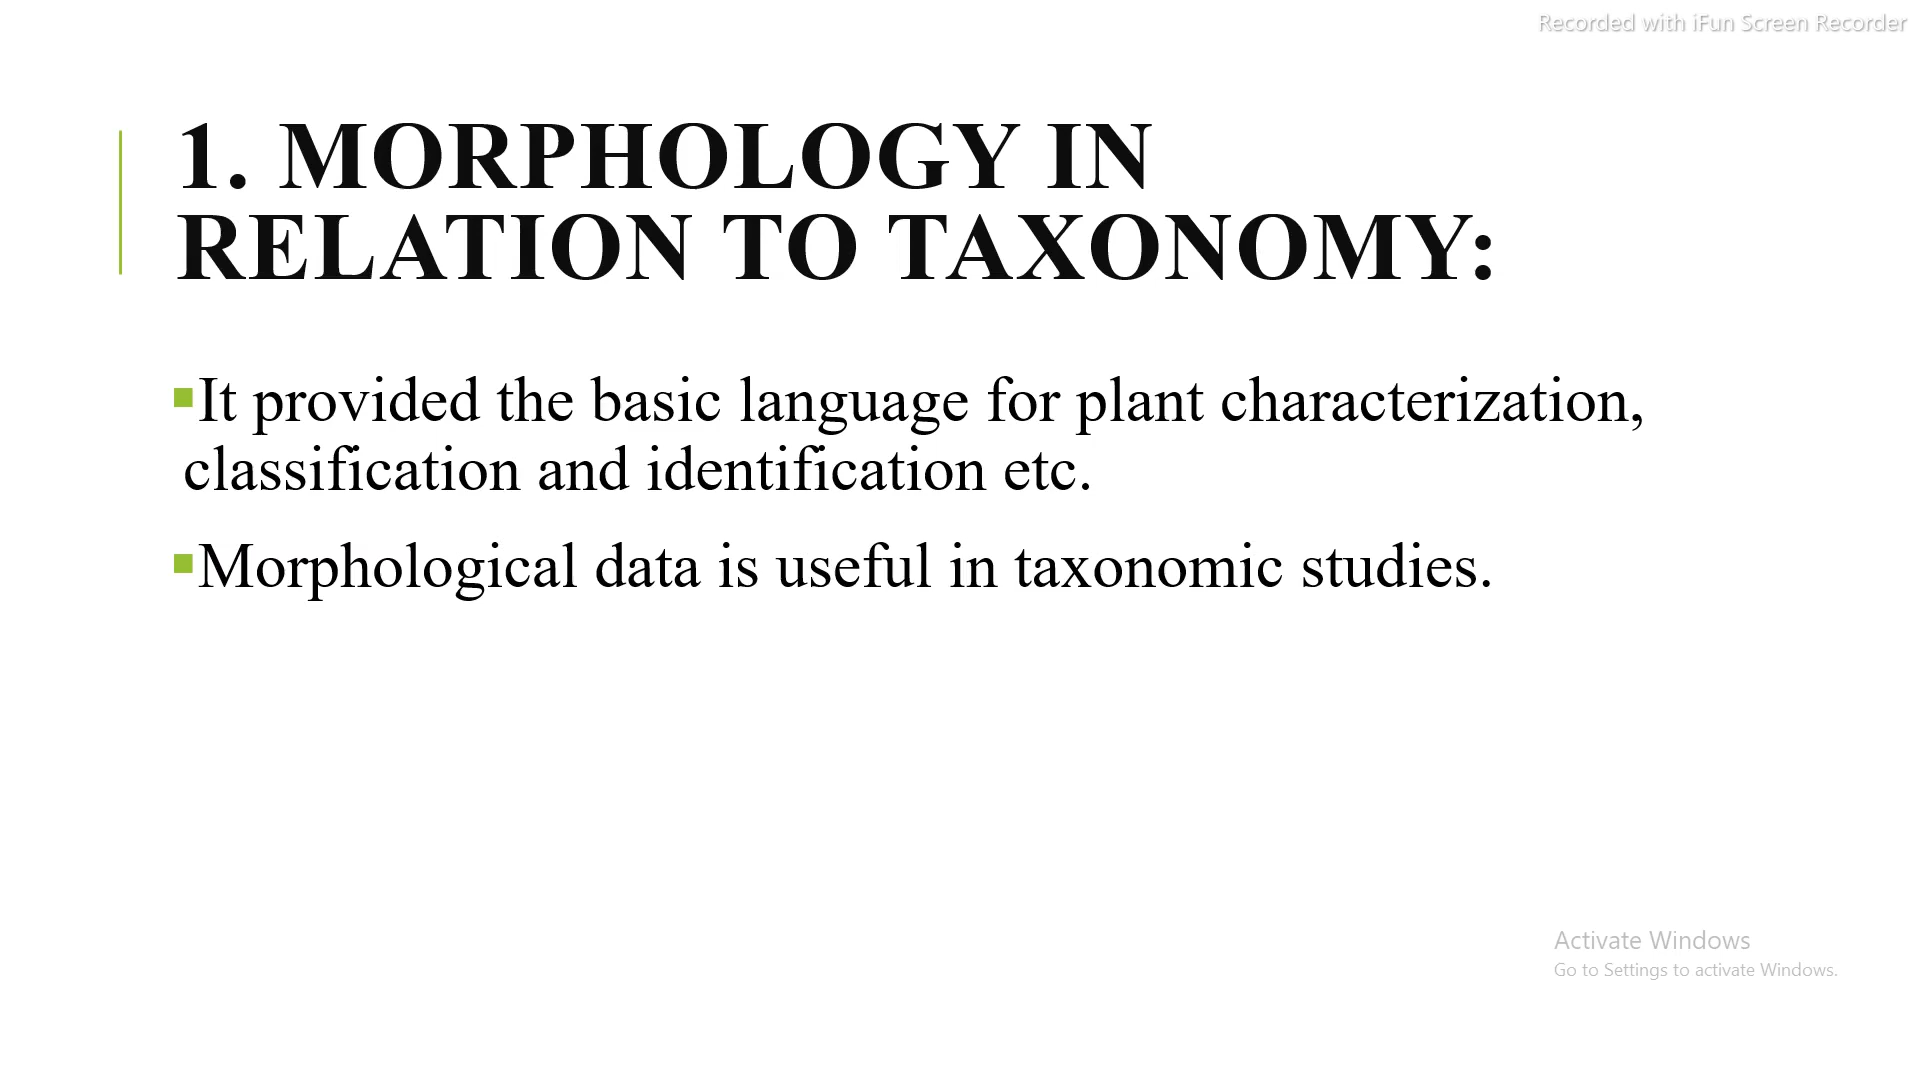 Recorded with iFun Screen Recorder
1. MORPHOLOGY IN
RELATION TO TAXONOMY:
▪It provided the basic language for plant characterization,
classification and identification etc.
▪Morphological data is useful in taxonomic studies.
Activate Windows
Go to Settings to activate Windows.